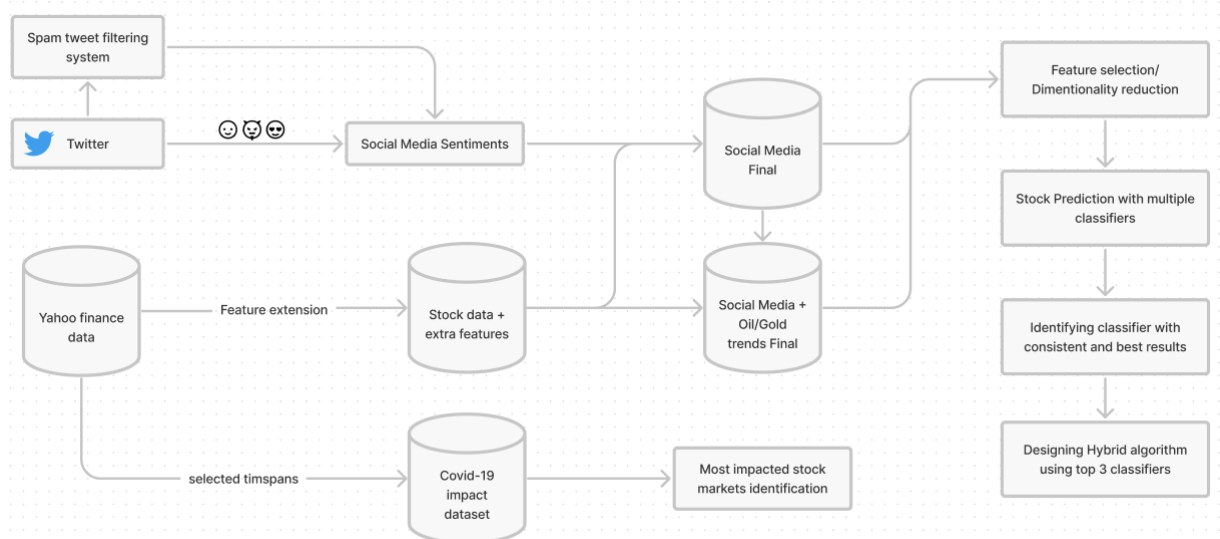 Spam tweet filtering
system
Twitter
Social Media Sentiments
Social Media
Final
Feature selection/
Dimentionality reduction
Stock Prediction with multiple
classifiers
Yahoo finance
data
Feature extension
Stock data +
extra features
Social Media +
Oil/Gold
trends Final
Identifying classifier with
consistent and best results
selected timspans
Covid-19
impact
dataset
Most impacted stock
markets identification
Designing Hybrid algorithm
using top 3 classifiers